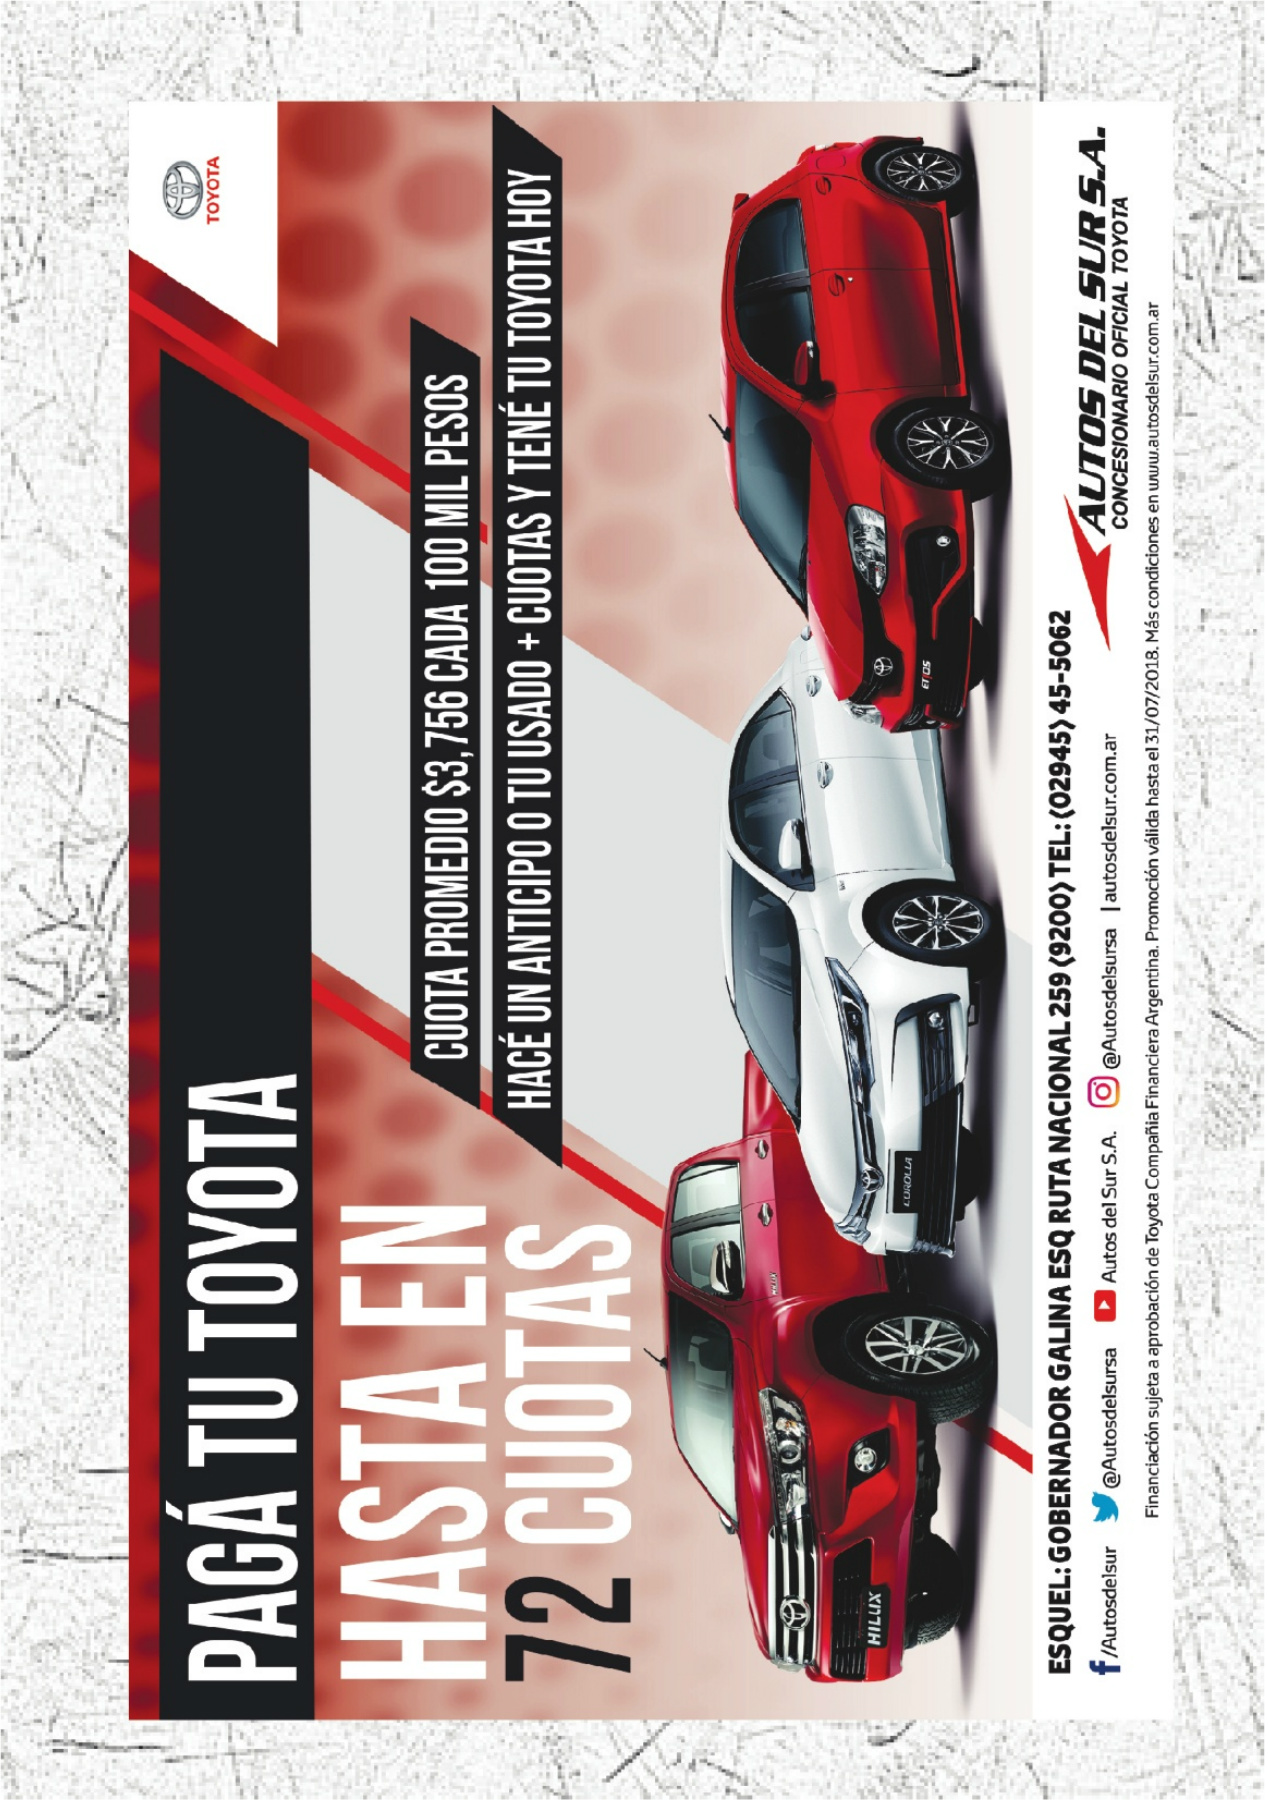 TOYOTA
PAGÁ TU TOYOTA
HASTA EN
72 CUOTAS
CUOTA PROMEDIO $3,756 CADA 100 MIL PESOS
HACÉ UN ANTICIPO O TU USADO + CUOTAS Y TENÉ TU TOYOTA HOY
HILUX
HILUX
COROLLA
ETIOS
ESQUEL: GOBERNADOR GALINA ESQ RUTA NACIONAL 259 (9200) TEL: (02945) 45-5062
/Autosdelsur @Autosdelsursa Autos del Sur S.A. @Autosdelsursa | autosdelsur.com.ar
AUTOS DEL SUR S.A.
CONCESIONARIO OFICIAL TOYOTA
Financiación sujeta a aprobación de Toyota Compañia Financiera Argentina. Promoción válida hasta el 31/07/2018. Más condiciones en www.autosdelsur.com.ar